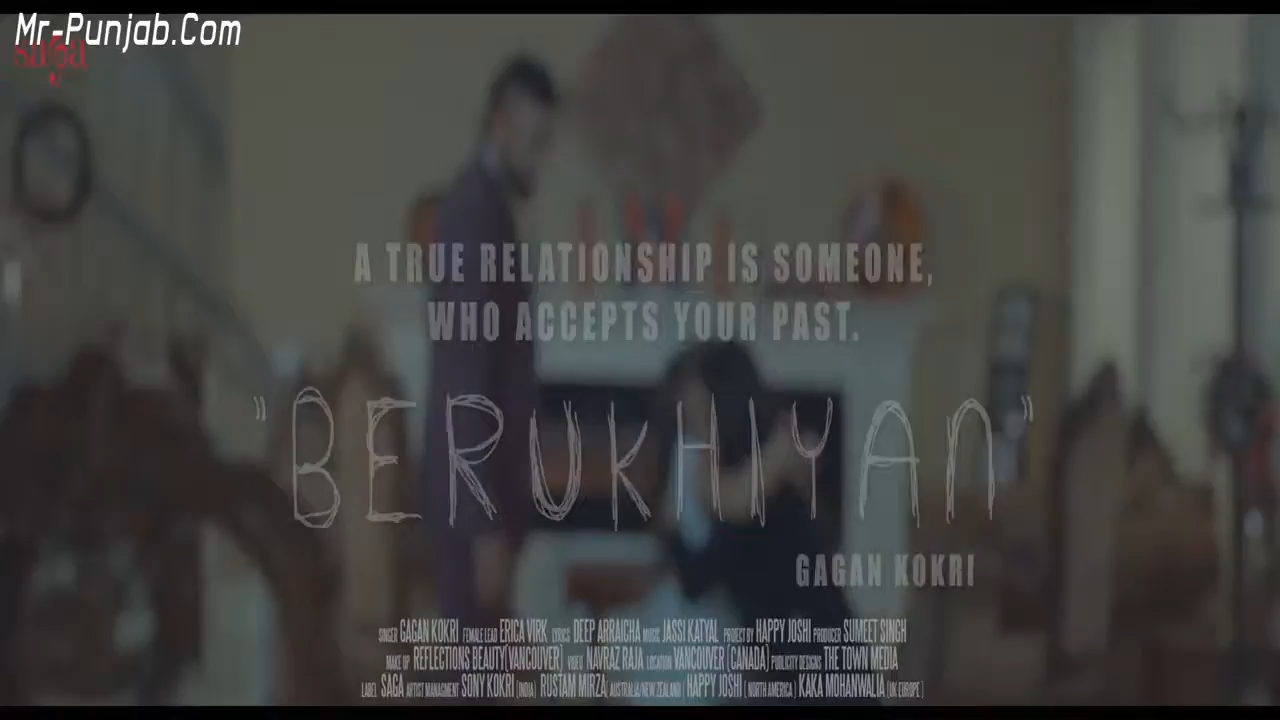 Mr-Punjab.Com
saga
A TRUE RELATIONSHIP IS SOMEONE,
WHO ACCEPTS YOUR PAST.
"BERUKHIYAN"
GAGAN KOKRI
SINGER GAGAN KOKRI FEMALE LEAD ERICA VIRK LYRICS DEEP ARRAICHA MUSIC JASSI KATYAL PROJECT BY HAPPY JOSHI PRODUCER SUMEET SINGH
MAKE UP REFLECTIONS BEAUTY(VANCOUVER) VIDEO NAVRAZ RAJA LOCATION VANCOUVER (CANADA) PUBLICITY DESIGNS THE TOWN MEDIA
LABEL SAGA ARTIST MANAGMENT SONY KOKRI (INDIA) RUSTAM MIRZA( AUSTRALIA/NEW ZEALAND ) HAPPY JOSHI ( NORTH AMERICA ) KAKA MOHANWALIA (UK EUROPE )